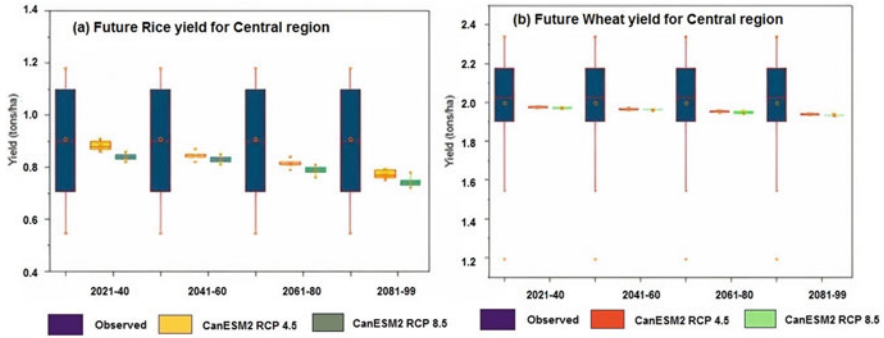 (a) Future Rice yield for Central region
1.4
1.2
1.0
0.8
0.6
0.4
Yield (tons/ha)
2021-40 2041-60 2061-80 2081-99
Observed CanESM2 RCP 4.5 CanESM2 RCP 8.5
(b) Future Wheat yield for Central region
2.4
2.2
2.0
1.8
1.6
1.4
1.2
Yield (tons/ha)
2021-40 2041-60 2061-80 2081-99
Observed CanESM2 RCP 4.5 CanESM2 RCP 8.5